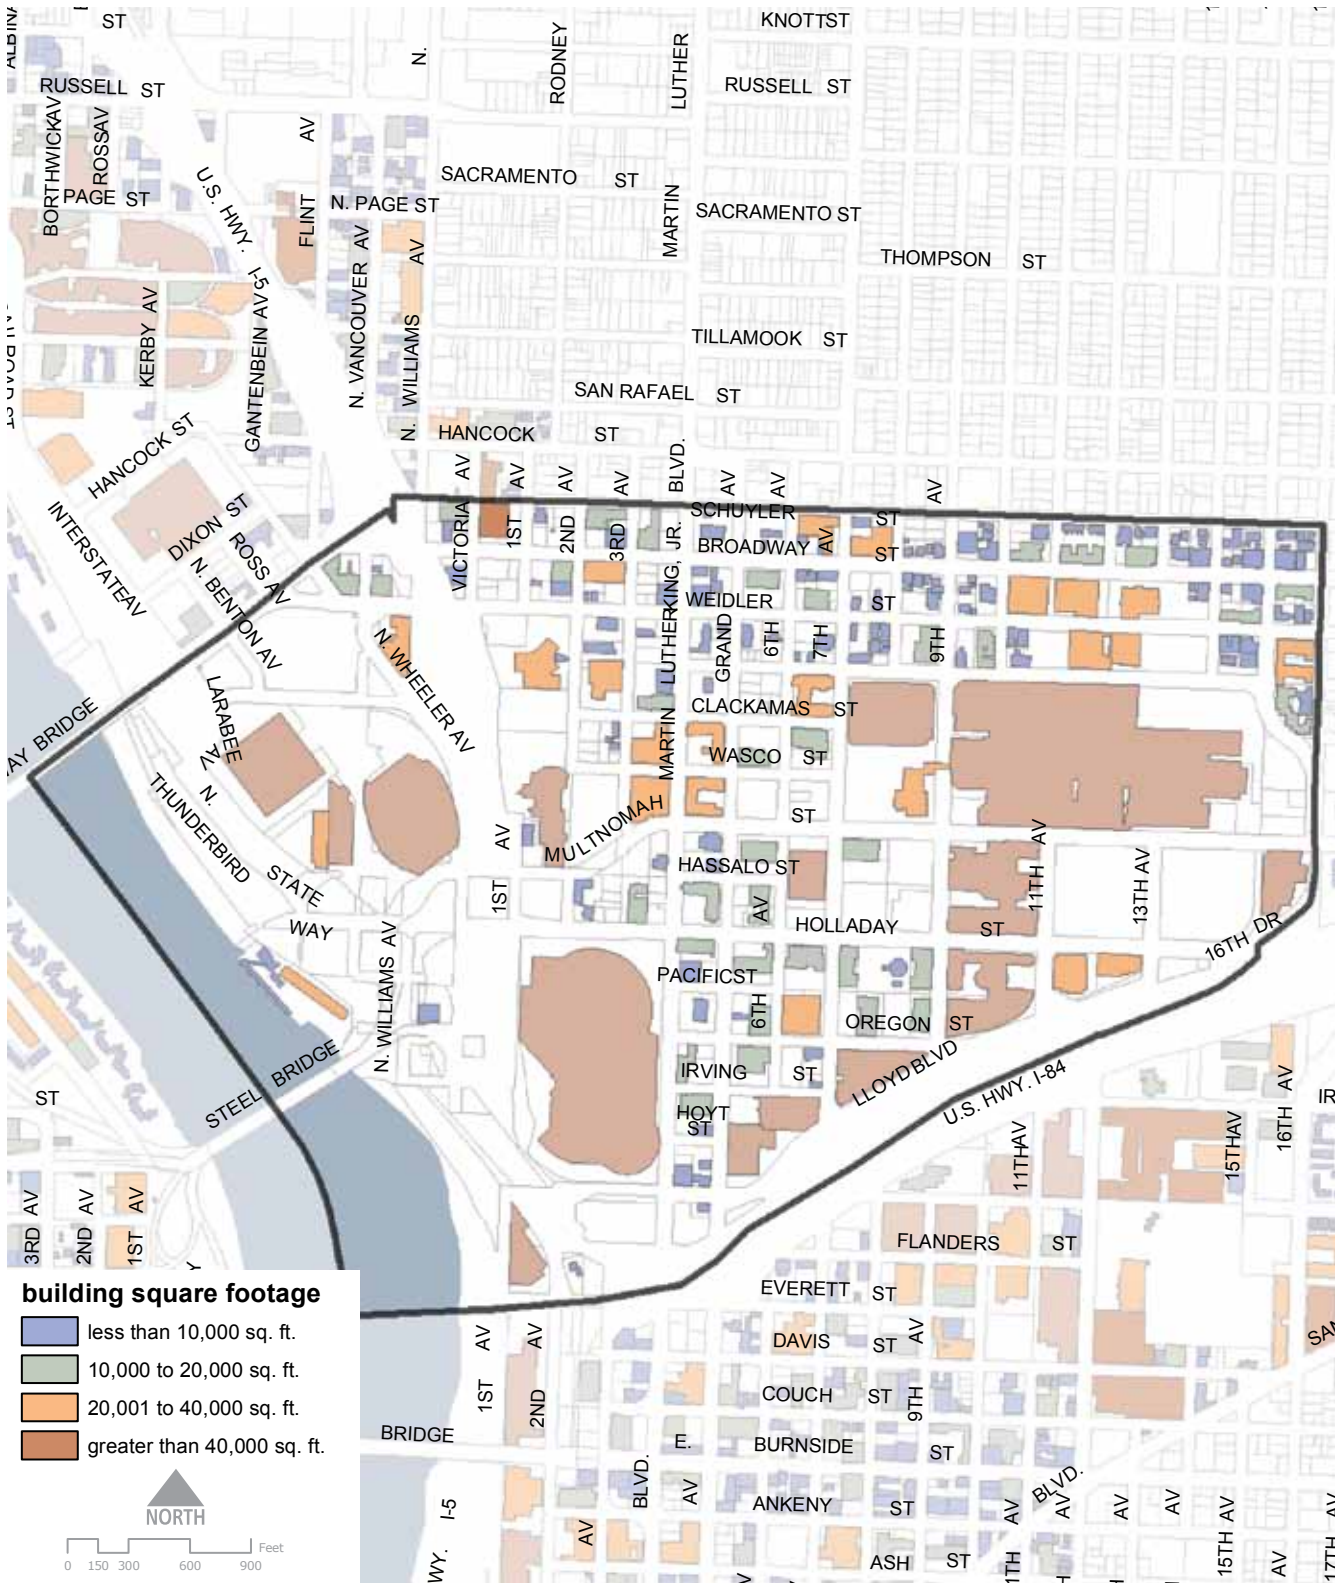 ST
KNOTT ST
N.
RODNEY
LUTHER
RUSSELL ST
RUSSELL ST
BORTHWICK AV
ROSS AV
AV
FLINT
SACRAMENTO ST
PAGE ST
N. PAGE ST
MARTIN
SACRAMENTO ST
U.S. HWY. I-5
THOMPSON ST
N. VANCOUVER AV
N. WILLIAMS AV
KERBY AV
GANTENBEIN AV
TILLAMOOK ST
SAN RAFAEL ST
HANCOCK ST
HANCOCK ST
BLVD.
INTERSTATE AV
DIXON ST
ROSS AV
N. BENTON AV
VICTORIA AV
1ST AV
2ND AV
3RD AV
AV
AV
AV
SCHUYLER ST
BROADWAY ST
AV
WEIDLER ST
MARTIN LUTHER KING, JR.
GRAND
6TH
7TH
9TH
N. WHEELER AV
LARABEE AV
CLACKAMAS ST
WASCO ST
BRIDGE
N. THUNDERBIRD WAY
STATE
MULTNOMAH ST
1ST AV
HASSALO ST
AV
11TH AV
13TH AV
HOLLADAY ST
16TH DR
N. WILLIAMS AV
PACIFIC ST
6TH
OREGON ST
STEEL BRIDGE
IRVING ST
LLOYD BLVD
HOYT ST
U.S. HWY. I-84
ST
11TH AV
15TH AV
16TH AV
IR
3RD AV
2ND AV
1ST AV
FLANDERS ST
EVERETT ST
building square footage
less than 10,000 sq. ft.
10,000 to 20,000 sq. ft.
20,001 to 40,000 sq. ft.
greater than 40,000 sq. ft.
NORTH
0 150 300 600 900 Feet
1ST AV
2ND AV
DAVIS ST
9TH AV
COUCH ST
BRIDGE
E. BURNSIDE ST
BLVD.
AV
ANKENY ST
BLVD.
I-5
AV
ASH ST
AV
AV
AV
AV
15TH AV
AV
17TH AV